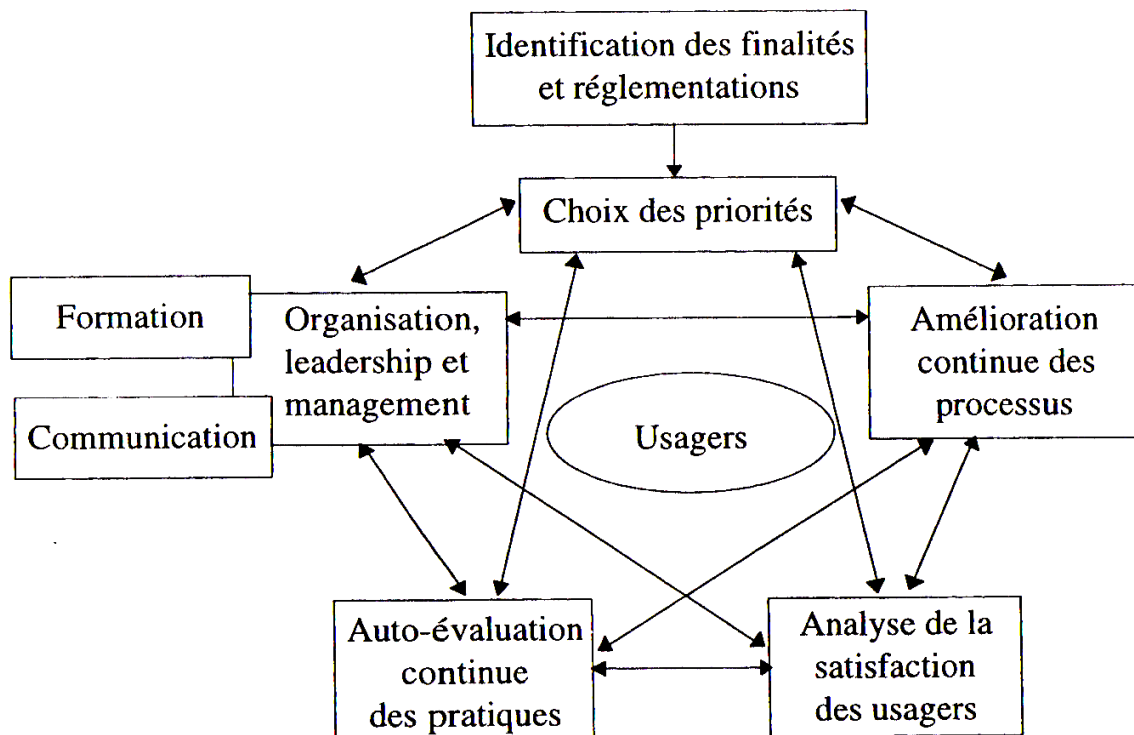 Identification des finalités
et réglementations
Choix des priorités
Formation
Communication
Organisation,
leadership et
management
Amélioration
continue des
processus
Usagers
Auto-évaluation
continue
des pratiques
Analyse de la
satisfaction
des usagers